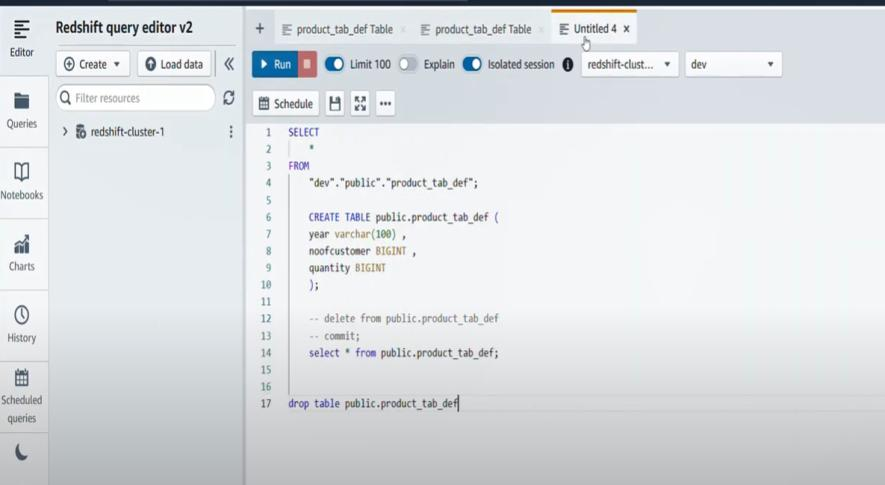 Editor
Queries
Notebooks
Charts
History
Scheduled
queries
Redshift query editor v2
Create
Load data
Filter resources
redshift-cluster-1
product_tab_def Table
product_tab_def Table
Untitled 4
Run
Limit 100
Explain
Isolated session
redshift-clust...
dev
Schedule
1 SELECT
2 *
3 FROM
4 "dev"."public"."product_tab_def";
5
6 CREATE TABLE public.product_tab_def (
7 year varchar(100) ,
8 noofcustomer BIGINT ,
9 quantity BIGINT
10 );
11
12 -- delete from public.product_tab_def
13 -- commit;
14 select * from public.product_tab_def;
15
16
17 drop table public.product_tab_def